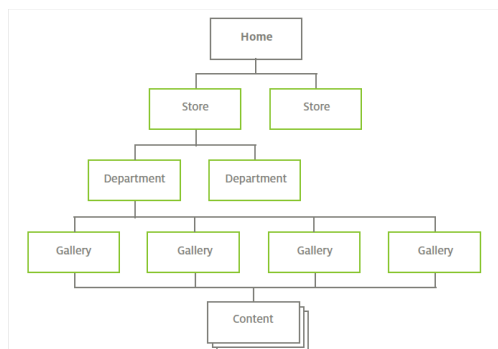 Home
Store
Store
Department
Department
Gallery
Gallery
Gallery
Gallery
Content